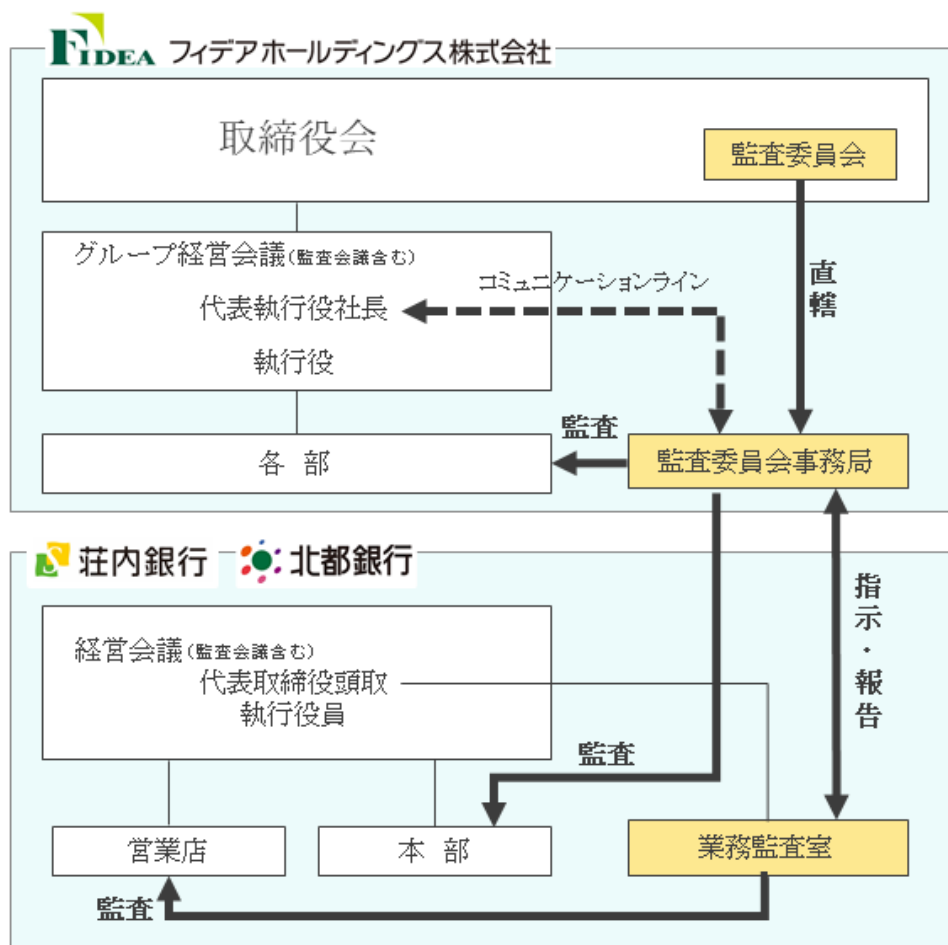 FIDEA フィデアホールディングス株式会社
取締役会
監査委員会
グループ経営会議(監査会議含む)
代表執行役社長
執行役
コミュニケーションライン
直轄
監査
各 部
監査委員会事務局
荘内銀行 北都銀行
経営会議(監査会議含む)
代表取締役頭取
執行役員
指示・報告
監査
営業店
本 部
業務監査室
監査